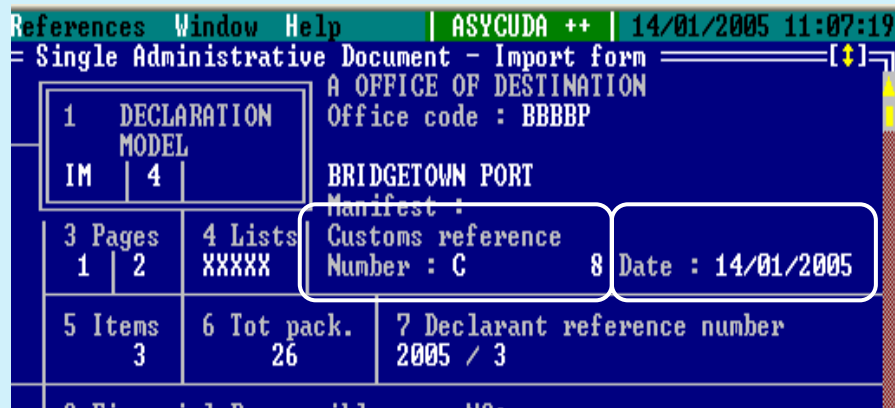 References Window Help | ASYCUDA ++ | 14/01/2005 11:07:19
Single Administrative Document - Import form
A OFFICE OF DESTINATION
1 DECLARATION Office code : BBBBP
MODEL
IM 4 BRIDGETOWN PORT
Manifest :
3 Pages 4 Lists Customs reference
1 2 XXXXX Number : C 8 Date : 14/01/2005
5 Items 6 Tot pack. 7 Declarant reference number
3 26 2005 / 3